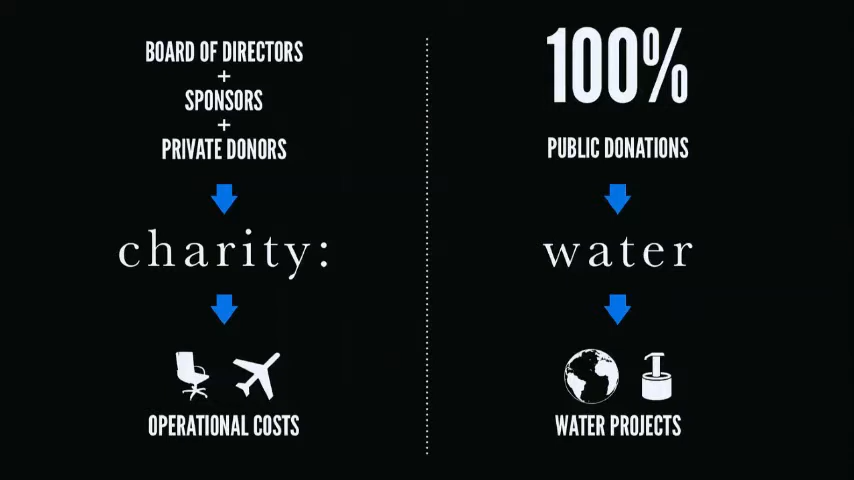 BOARD OF DIRECTORS
+
SPONSORS
+
PRIVATE DONORS
charity:
OPERATIONAL COSTS
100%
PUBLIC DONATIONS
water
WATER PROJECTS